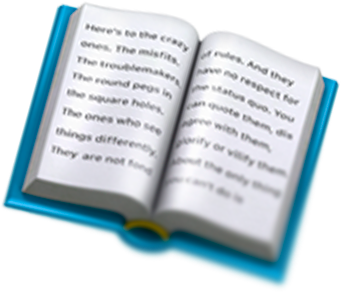 Here's to the crazy
ones. The misfits.
The troublemakers.
The round pegs in
the square holes.
The ones who see
things differently.
They are not fond
of rules. And they
have no respect for
the status quo. You
can quote them, dis
agree with them,
glorify or vilify them.
About the only thing
you can't do is